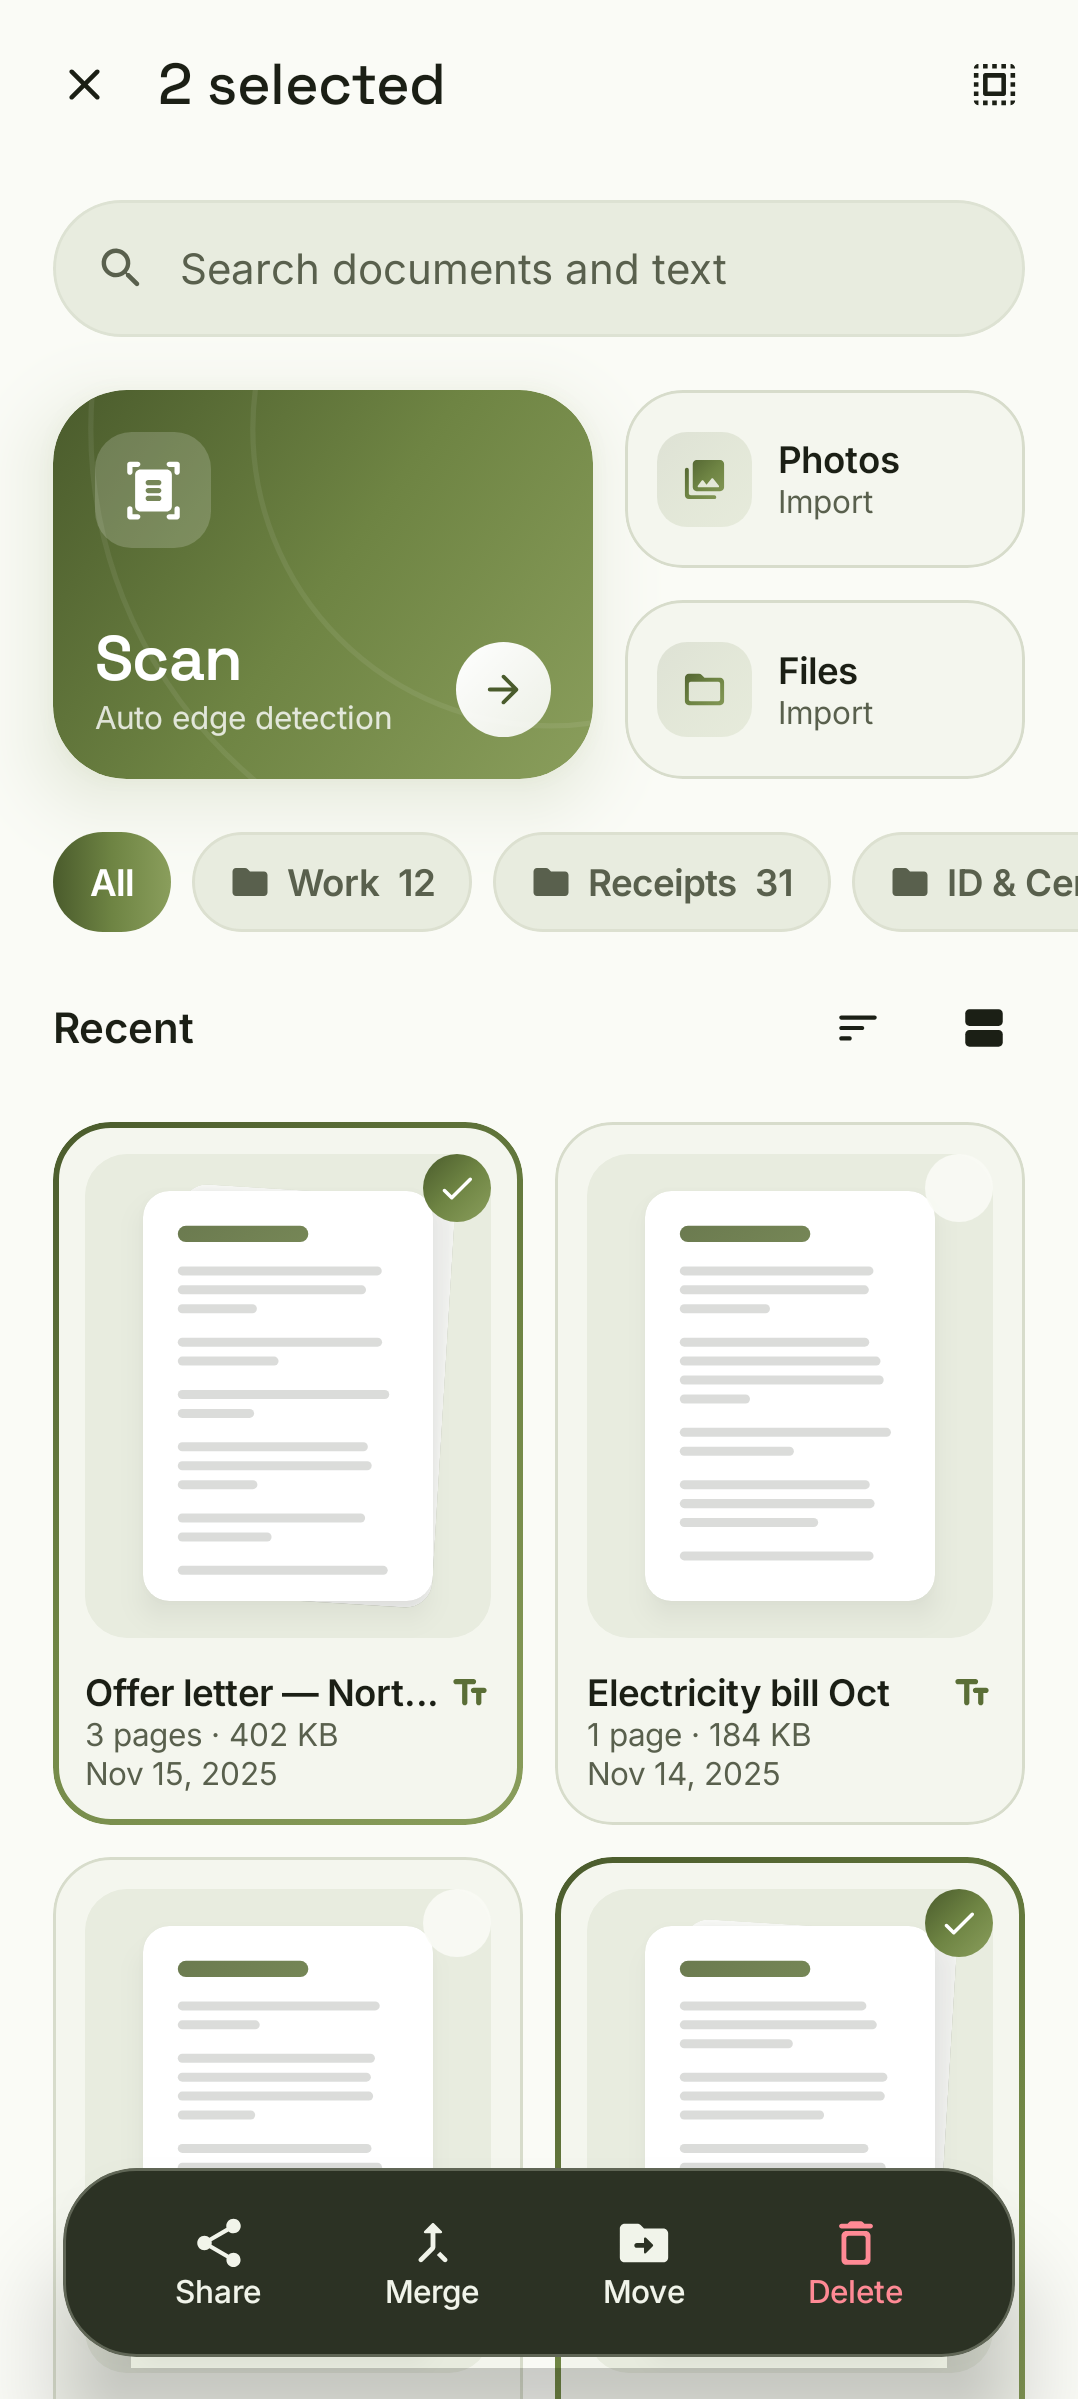 2 selected
Search documents and text
Scan
Auto edge detection
Photos
Import
Files
Import
All
Work 12
Receipts 31
ID & Cer
Recent
Offer letter — Nort...
3 pages · 402 KB
Nov 15, 2025
Electricity bill Oct
1 page · 184 KB
Nov 14, 2025
Share
Merge
Move
Delete